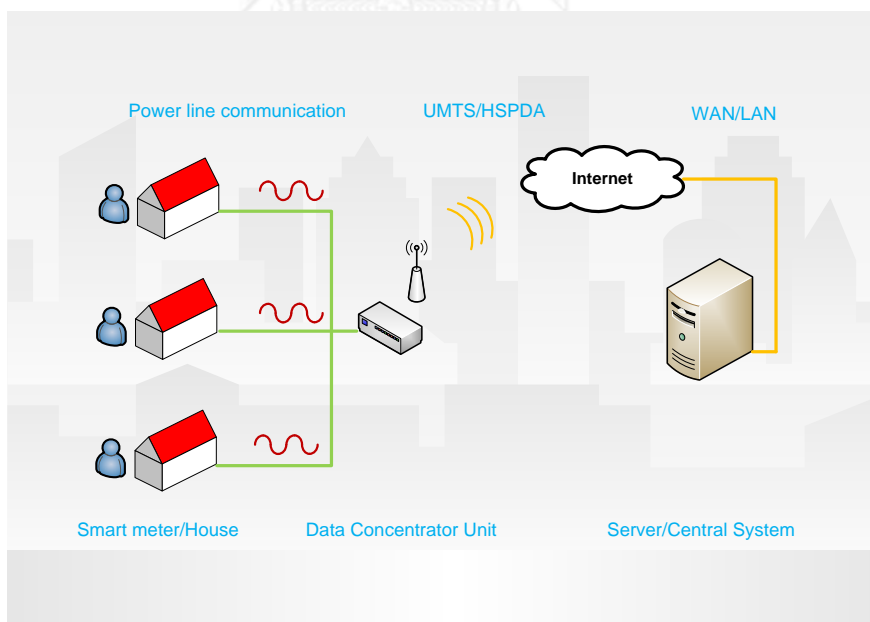 Power line communication
UMTS/HSPDA
WAN/LAN
Internet
Smart meter/House
Data Concentrator Unit
Server/Central System